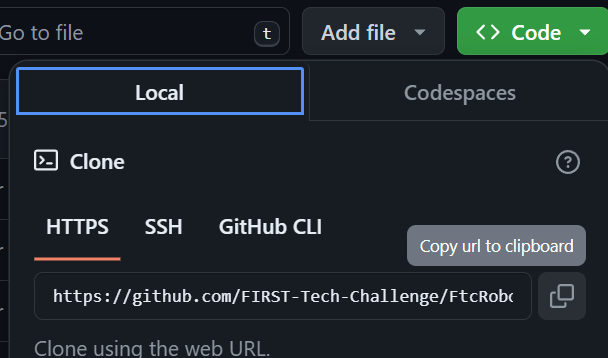 Go to file
t
Add file
Code
Local
Codespaces
Clone
HTTPS
SSH
GitHub CLI
Copy url to clipboard
https://github.com/FIRST-Tech-Challenge/FtcRobo
Clone using the web URL.